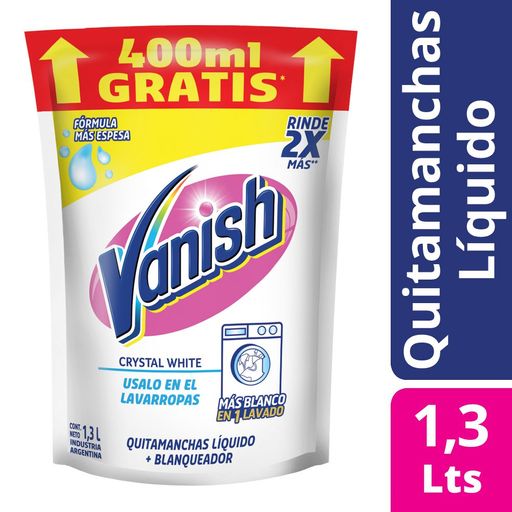 400ml
GRATIS*
FÓRMULA
MÁS ESPESA
RINDE
2X
MÁS**
Vanish
CRYSTAL WHITE
USALO EN EL
LAVARROPAS
MÁS BLANCO
EN 1 LAVADO
CONT.
NETO 1,3 L
INDUSTRIA
ARGENTINA
QUITAMANCHAS LÍQUIDO
+ BLANQUEADOR
Quitamanchas
Líquido
1,3
Lts